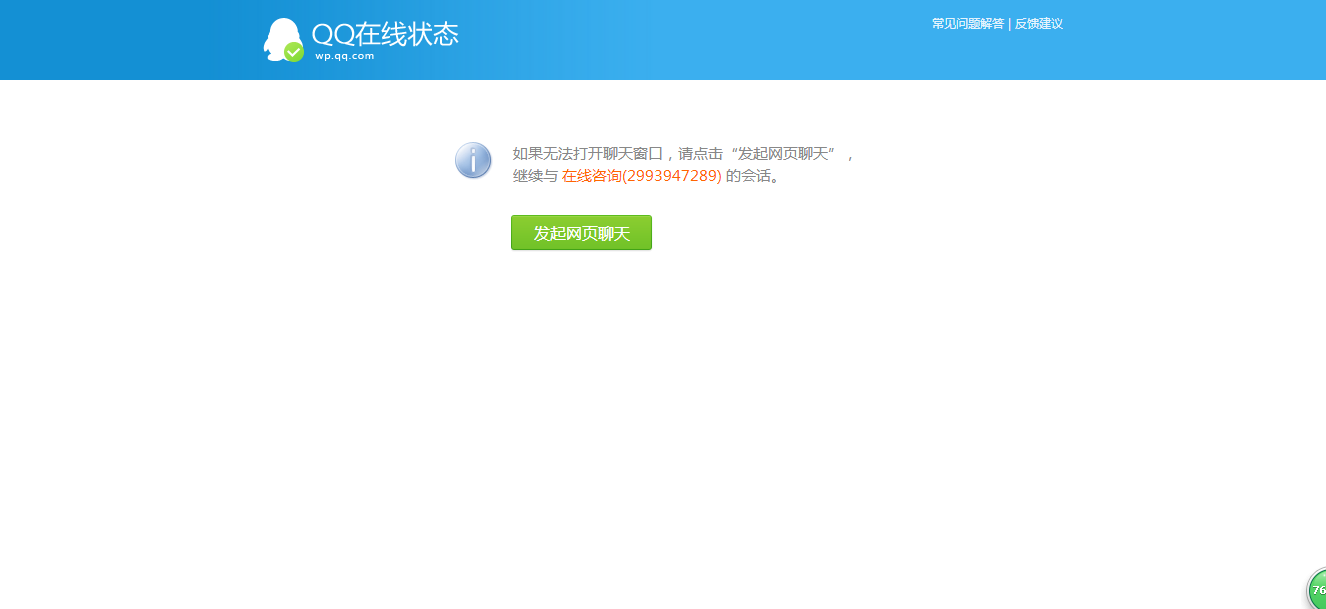 QQ在线状态
wp.qq.com
常见问题解答 | 反馈建议
如果无法打开聊天窗口，请点击“发起网页聊天”，
继续与 在线咨询(2993947289) 的会话。
发起网页聊天
76